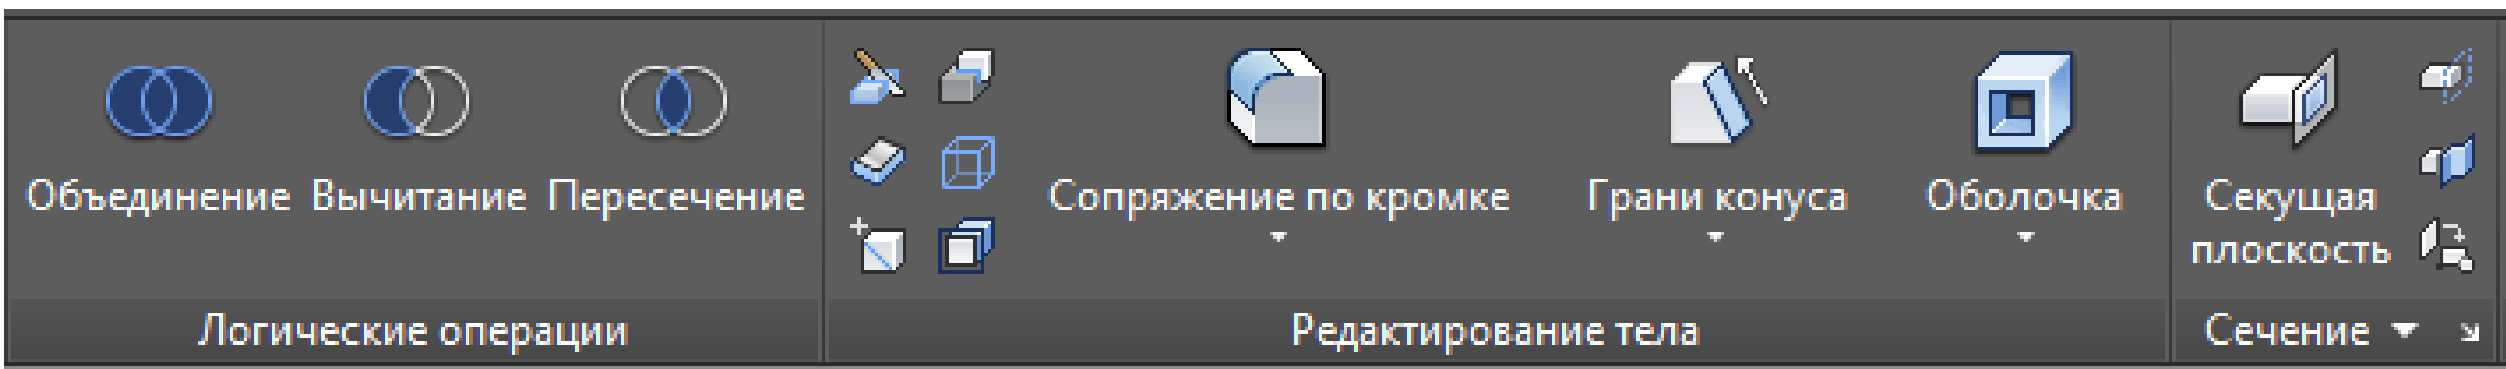 Объединение Вычитание Пересечение
Логические операции
Сопряжение по кромке Грани конуса Оболочка
Редактирование тела
Секущая
плоскость
Сечение